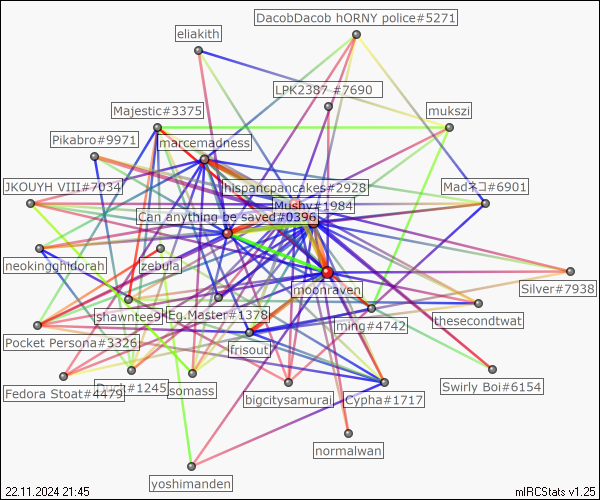 DacobDacob hORNY police#5271
eliakith
LPK2387 #7690
Majestic#3375
mukszi
Pikabro#9971
marcemadness
JKOUYH VIII#7034
hispancpancakes#2928
Madネコ#6901
Mushy#1984
Can anything be saved#0396
neokingghidorah
zebula
moonraven
Silver#7938
shawntee9
Eg.Master#1378
thesecondtwat
ming#4742
Pocket Persona#3326
frisout
Fedora Stoat#4479
somass
bigcitysamurai
Cypha#1717
Swirly Boi#6154
normalwan
yoshimanden
22.11.2024 21:45
mIRCStats v1.25